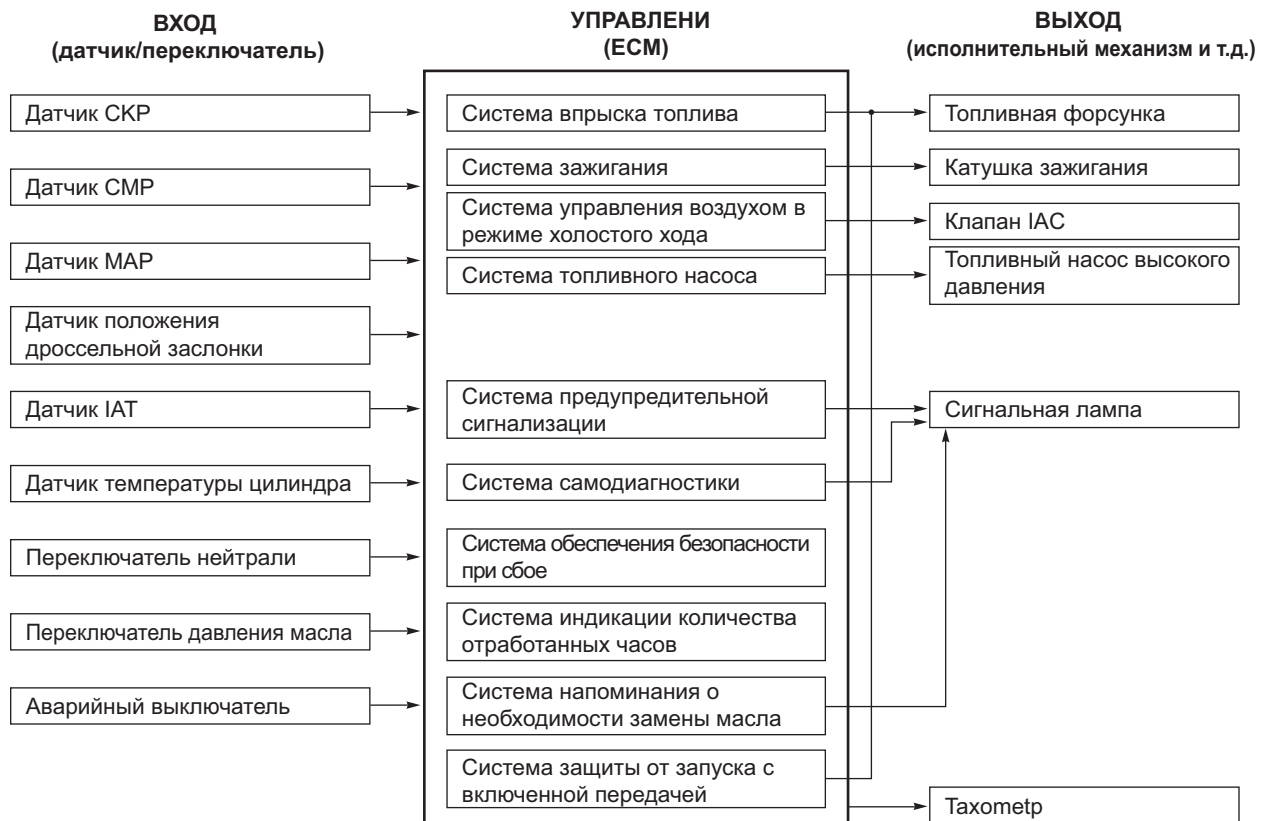 ВХОД
(датчик/переключатель)
УПРАВЛЕНИ
(ECM)
ВЫХОД
(исполнительный механизм и т.д.)
Датчик CKP
Датчик CMP
Датчик MAP
Датчик положения
дроссельной заслонки
Датчик IAT
Датчик температуры цилиндра
Переключатель нейтрали
Переключатель давления масла
Аварийный выключатель
Система впрыска топлива
Система зажигания
Система управления воздухом в
режиме холостого хода
Система топливного насоса
Система предупредительной
сигнализации
Система самодиагностики
Система обеспечения безопасности
при сбое
Система индикации количества
отработанных часов
Система напоминания о
необходимости замены масла
Система защиты от запуска с
включенной передачей
Топливная форсунка
Катушка зажигания
Клапан IAC
Топливный насос высокого
давления
Сигнальная лампа
Taxometp